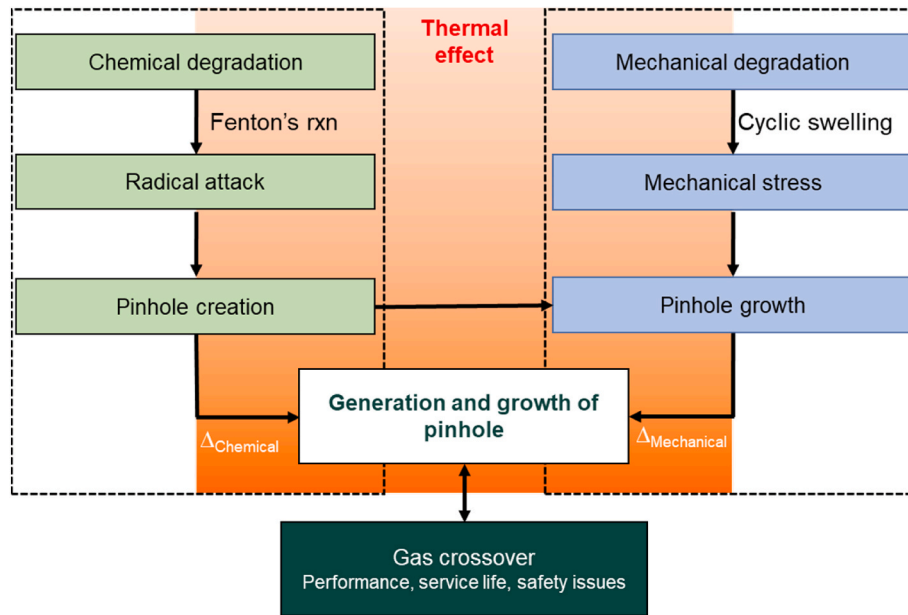 Thermal
effect
Chemical degradation
Mechanical degradation
Fenton's rxn
Cyclic swelling
Radical attack
Mechanical stress
Pinhole creation
Pinhole growth
Generation and growth of
pinhole
ΔChemical
ΔMechanical
Gas crossover
Performance, service life, safety issues